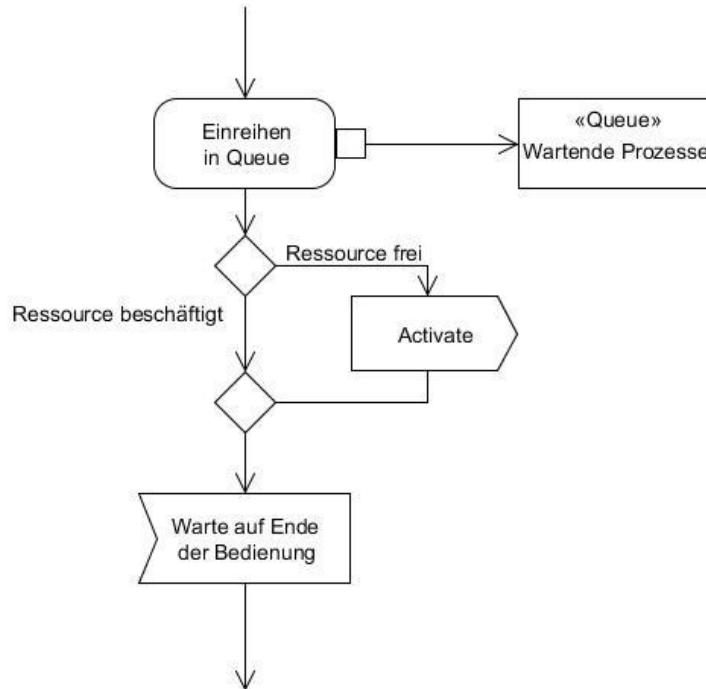 Einreihen
in Queue
«Queue»
Wartende Prozesse
Ressource frei
Ressource beschäftigt
Activate
Warte auf Ende
der Bedienung